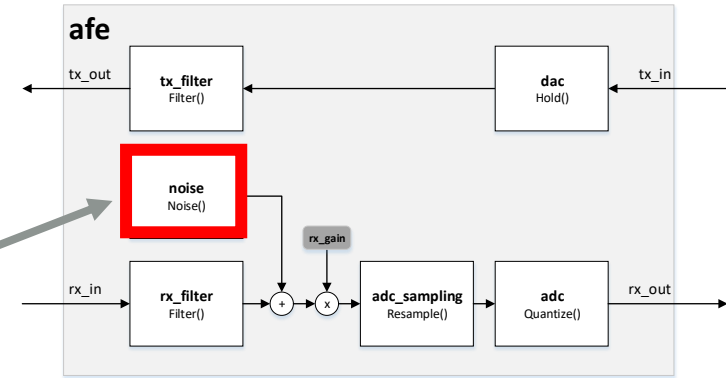 afe
tx_out
tx_filter
Filter()
dac
Hold()
tx_in
noise
Noise()
rx_gain
rx_in
rx_filter
Filter()
+
x
adc_sampling
Resample()
adc
Quantize()
rx_out